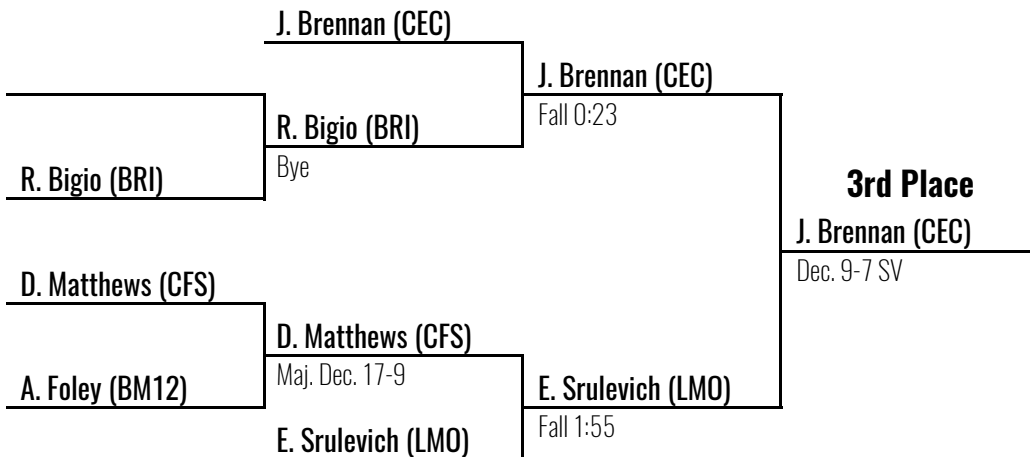 J. Brennan (CEC)
J. Brennan (CEC)
Fall 0:23
R. Bigio (BRI)
Bye
R. Bigio (BRI)
3rd Place
J. Brennan (CEC)
Dec. 9-7 SV
D. Matthews (CFS)
D. Matthews (CFS)
Maj. Dec. 17-9
A. Foley (BM12)
E. Srulevich (LMO)
Fall 1:55
E. Srulevich (LMO)